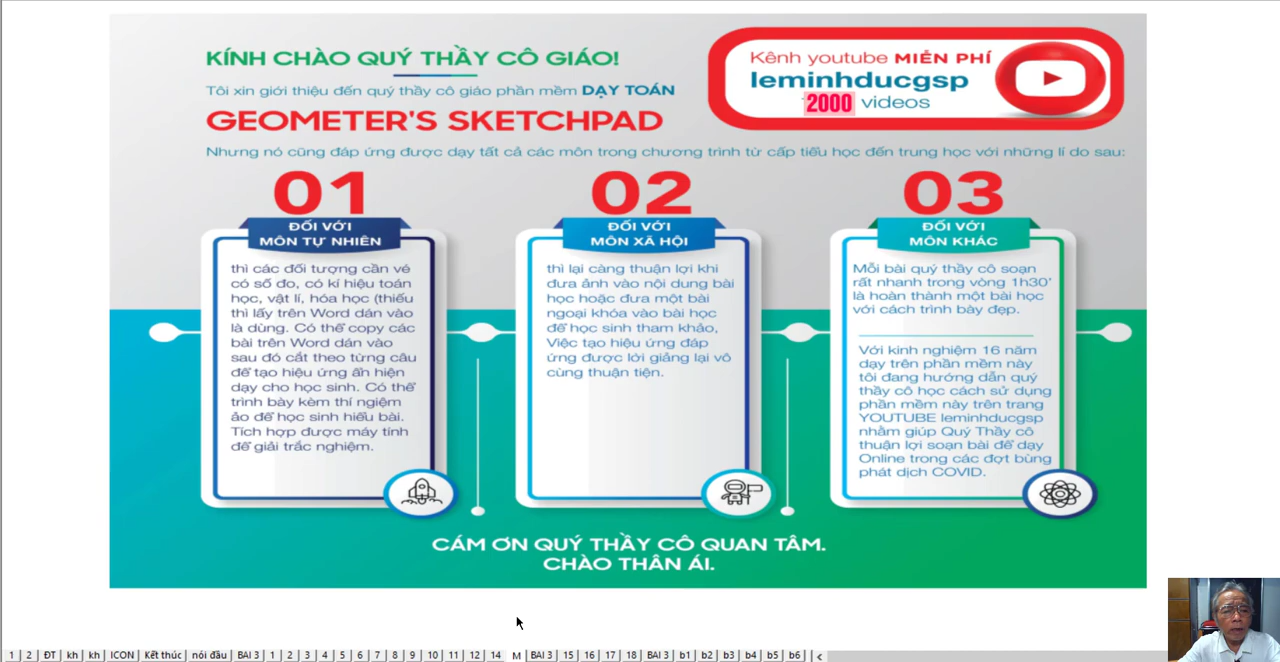 KÍNH CHÀO QUÝ THẦY CÔ GIÁO!
Tôi xin giới thiệu đến quý thầy cô giáo phần mềm DẠY TOÁN
GEOMETER'S SKETCHPAD
Kênh youtube MIỄN PHÍ
leminhducgsp
2000 videos
Nhưng nó cũng đáp ứng được dạy tất cả các môn trong chương trình từ cấp tiểu học đến trung học với những lí do sau:
01
ĐỐI VỚI
MÔN TỰ NHIÊN
thì các đối tượng cần vẽ
có số đo, có kí hiệu toán
học, vật lí, hóa học (thiếu
thì lấy trên Word dán vào
là dùng. Có thể copy các
bài trên Word dán vào
sau đó cắt theo từng câu
để tạo hiệu ứng ẩn hiện
dạy cho học sinh. Có thể
trình bày kèm thí ngiệm
ảo để học sinh hiểu bài.
Tích hợp được máy tính
để giải trắc nghiệm.
02
ĐỐI VỚI
MÔN XÃ HỘI
thì lại càng thuận lợi khi
đưa ảnh vào nội dung bài
học hoặc đưa một bài
ngoại khóa vào bài học
để học sinh tham khảo,
Việc tạo hiệu ứng đáp
ứng được lời giảng lại vô
cùng thuận tiện.
03
ĐỐI VỚI
MÔN KHÁC
Mỗi bài quý thầy cô soạn
rất nhanh trong vòng 1h30'
là hoàn thành một bài học
với cách trình bày đẹp.
Với kinh nghiệm 16 năm
dạy trên phần mềm này
tôi đang hướng dẫn quý
thầy cô học cách sử dụng
phần mềm này trên trang
YOUTUBE leminhducgsp
nhằm giúp Quý Thầy cô
thuận lợi soạn bài để dạy
Online trong các đợt bùng
phát dịch COVID.
CÁM ƠN QUÝ THẦY CÔ QUAN TÂM.
CHÀO THÂN ÁI.
1 2 ĐT kh kh ICON Kết thúc nói đầu BAI 3 1 2 3 4 5 6 7 8 9 10 11 12 14 M BAI 3 15 16 17 18 BAI 3 b1 b2 b3 b4 b5 b6